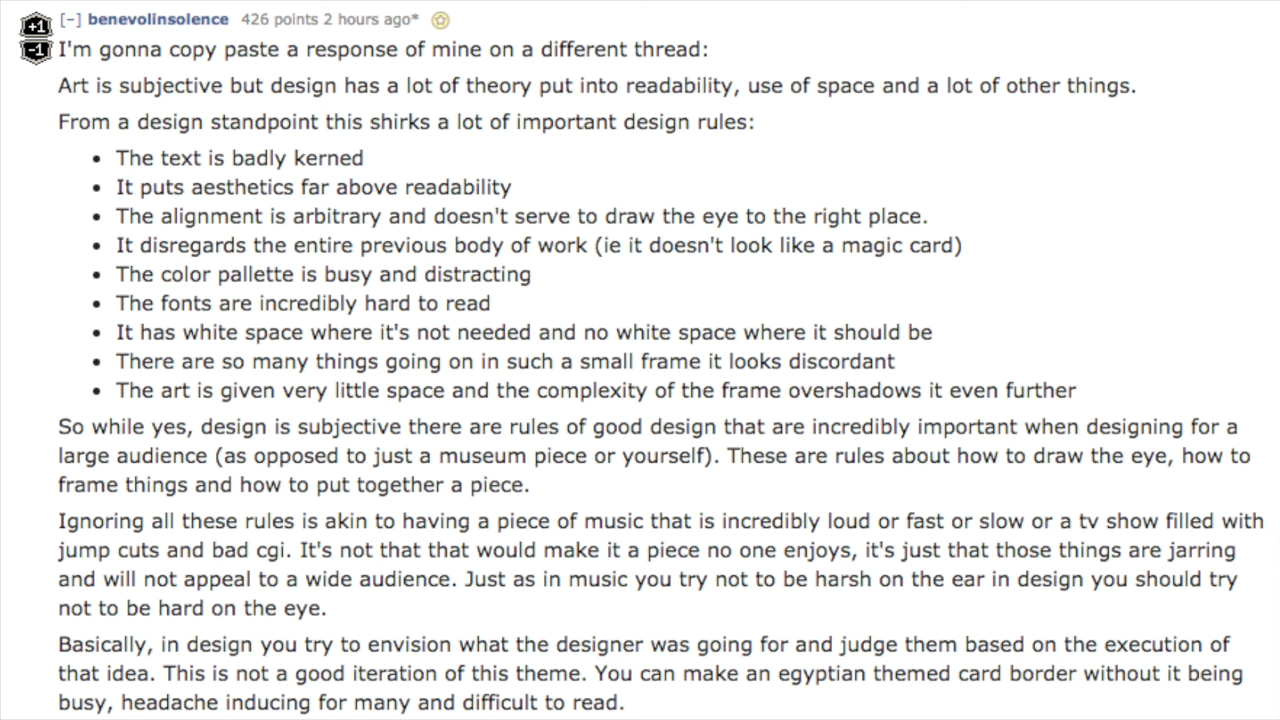 +1
[−] benevolinsolence 426 points 2 hours ago*
-1
I'm gonna copy paste a response of mine on a different thread:
Art is subjective but design has a lot of theory put into readability, use of space and a lot of other things.
From a design standpoint this shirks a lot of important design rules:
• The text is badly kerned
• It puts aesthetics far above readability
• The alignment is arbitrary and doesn't serve to draw the eye to the right place.
• It disregards the entire previous body of work (ie it doesn't look like a magic card)
• The color pallette is busy and distracting
• The fonts are incredibly hard to read
• It has white space where it's not needed and no white space where it should be
• There are so many things going on in such a small frame it looks discordant
• The art is given very little space and the complexity of the frame overshadows it even further
So while yes, design is subjective there are rules of good design that are incredibly important when designing for a
large audience (as opposed to just a museum piece or yourself). These are rules about how to draw the eye, how to
frame things and how to put together a piece.
Ignoring all these rules is akin to having a piece of music that is incredibly loud or fast or slow or a tv show filled with
jump cuts and bad cgi. It's not that that would make it a piece no one enjoys, it's just that those things are jarring
and will not appeal to a wide audience. Just as in music you try not to be harsh on the ear in design you should try
not to be hard on the eye.
Basically, in design you try to envision what the designer was going for and judge them based on the execution of
that idea. This is not a good iteration of this theme. You can make an egyptian themed card border without it being
busy, headache inducing for many and difficult to read.